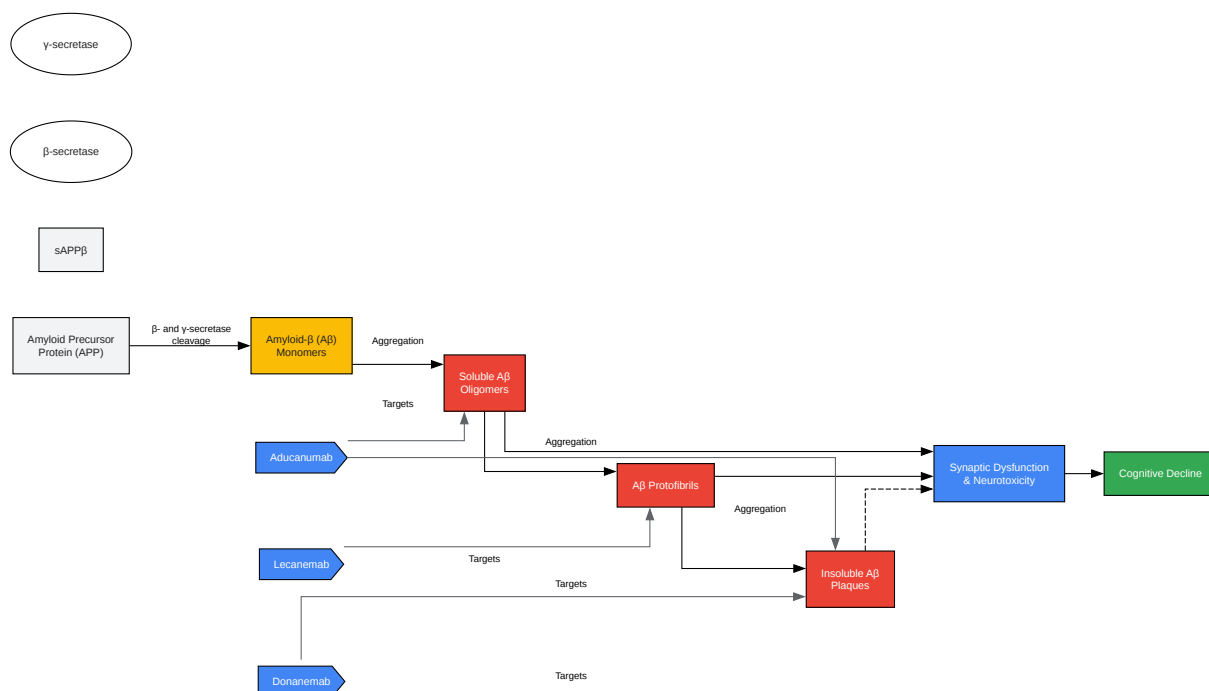 γ-secretase
β-secretase
sAPPβ
Amyloid Precursor
Protein (APP)
β- and γ-secretase
cleavage
Amyloid-β (Aβ)
Monomers
Aggregation
Soluble Aβ
Oligomers
Targets
Aducanumab
Aggregation
Aβ Protofibrils
Synaptic Dysfunction
& Neurotoxicity
Cognitive Decline
Aggregation
Lecanemab
Targets
Insoluble Aβ
Plaques
Targets
Donanemab
Targets